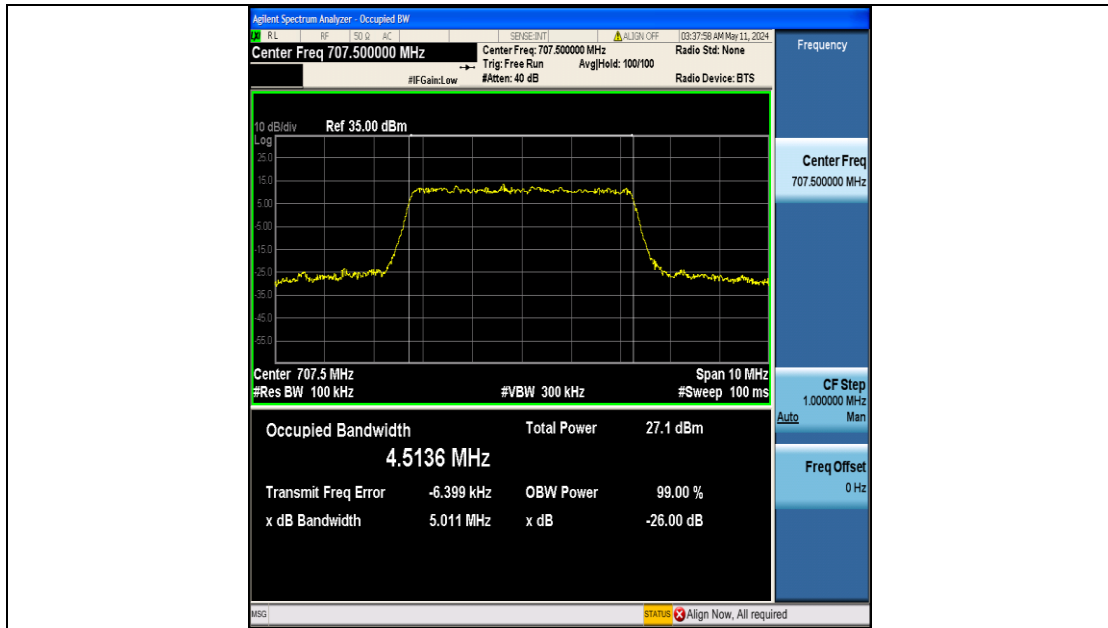 Agilent Spectrum Analyzer - Occupied BW
RL RF 50 Ω AC SENSE:INT ALIGN OFF 03:37:58 AM May 11, 2024
Center Freq 707.500000 MHz
Center Freq: 707.500000 MHz
Radio Std: None
Trig: Free Run Avg|Hold: 100/100
#IFGain:Low
#Atten: 40 dB
Radio Device: BTS
10 dB/div Ref 35.00 dBm
Log
25.0
15.0
5.00
-5.00
-15.0
-25.0
-35.0
-45.0
-55.0
Center 707.5 MHz Span 10 MHz
#Res BW 100 kHz #VBW 300 kHz #Sweep 100 ms
Occupied Bandwidth Total Power 27.1 dBm
4.5136 MHz
Transmit Freq Error -6.399 kHz OBW Power 99.00 %
x dB Bandwidth 5.011 MHz x dB -26.00 dB
Frequency
Center Freq
707.500000 MHz
CF Step
1.000000 MHz
Auto Man
Freq Offset
0 Hz
MSG STATUS Align Now, All required